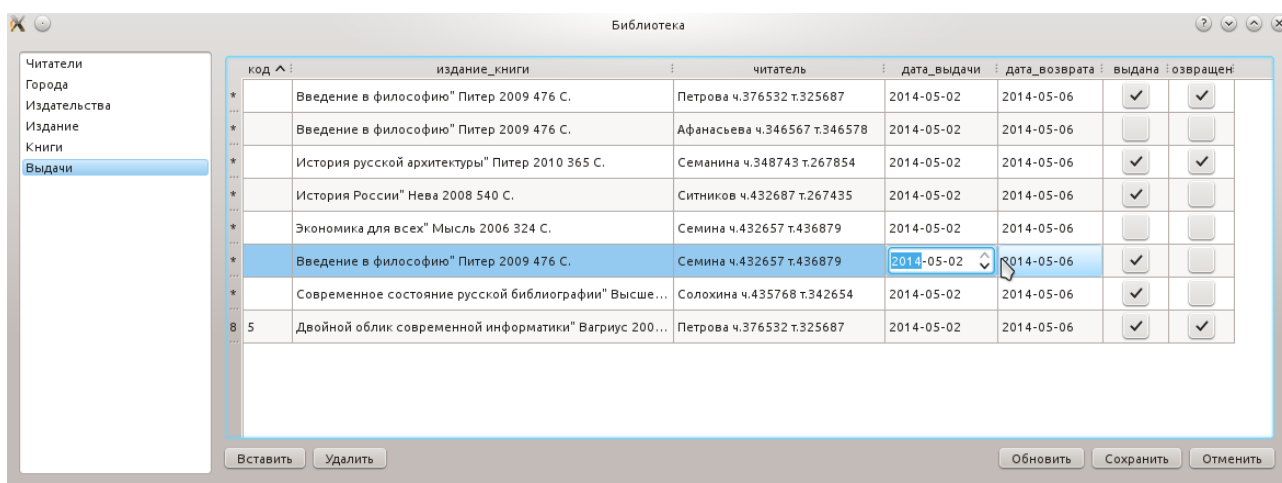 Библиотека
Читатели
Города
Издательства
Издание
Книги
Выдачи
код издание_книги читатель дата_выдачи дата_возврата выдана озвращен
* Введение в философию" Питер 2009 476 С. Петрова ч.376532 т.325687 2014-05-02 2014-05-06
* Введение в философию" Питер 2009 476 С. Афанасьева ч.346567 т.346578 2014-05-02 2014-05-06
* История русской архитектуры" Питер 2010 365 С. Семанина ч.348743 т.267854 2014-05-02 2014-05-06
* История России" Нева 2008 540 С. Ситников ч.432687 т.267435 2014-05-02 2014-05-06
* Экономика для всех" Мысль 2006 324 С. Семина ч.432657 т.436879 2014-05-02 2014-05-06
* Введение в философию" Питер 2009 476 С. Семина ч.432657 т.436879 2014-05-02 2014-05-06
* Современное состояние русской библиографии" Высше... Солохина ч.435768 т.342654 2014-05-02 2014-05-06
8 5 Двойной облик современной информатики" Вагриус 200... Петрова ч.376532 т.325687 2014-05-02 2014-05-06
Вставить Удалить Обновить Сохранить Отменить